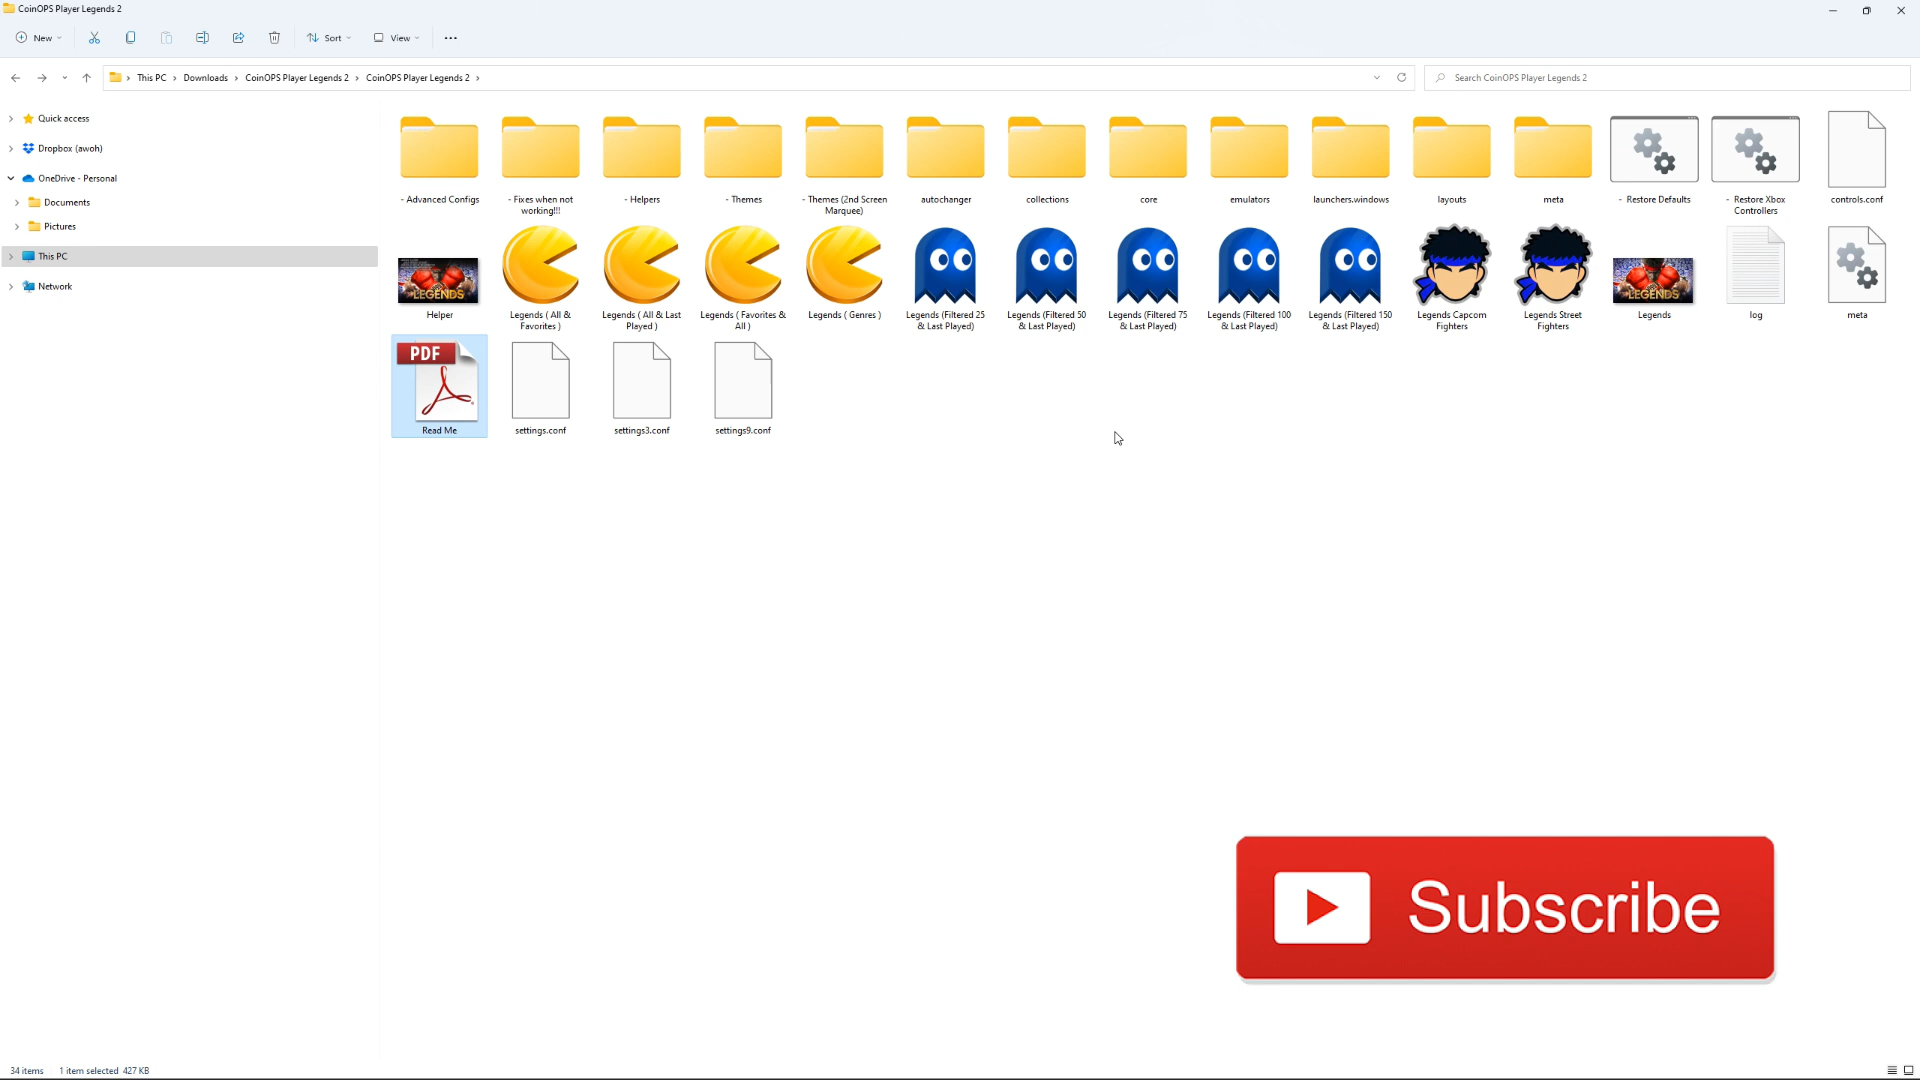 CoinOPS Player Legends 2
New
Sort
View
This PC
Downloads
CoinOPS Player Legends 2
CoinOPS Player Legends 2
Search CoinOPS Player Legends 2
Quick access
Dropbox (awoh)
OneDrive - Personal
Documents
Pictures
This PC
Network
- Advanced Configs
- Fixes when not
working!!!
- Helpers
- Themes
- Themes (2nd Screen
Marquee)
autochanger
collections
core
emulators
launchers.windows
layouts
meta
- Restore Defaults
- Restore Xbox
Controllers
controls.conf
LEGENDS
Helper
Legends ( All &
Favorites )
Legends ( All & Last
Played )
Legends ( Favorites &
All )
Legends ( Genres )
Legends (Filtered 25
& Last Played)
Legends (Filtered 50
& Last Played)
Legends (Filtered 75
& Last Played)
Legends (Filtered 100
& Last Played)
Legends (Filtered 150
& Last Played)
Legends Capcom
Fighters
Legends Street
Fighters
LEGENDS
Legends
log
meta
PDF
Read Me
settings.conf
settings3.conf
settings9.conf
Subscribe
34 items
1 item selected 427 KB